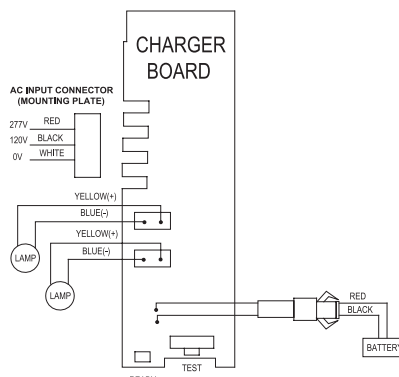 CHARGER
BOARD
AC INPUT CONNECTOR
(MOUNTING PLATE)
277V RED
120V BLACK
0V WHITE
YELLOW(+)
BLUE(-)
YELLOW(+)
BLUE(-)
LAMP
LAMP
RED
BLACK
BATTERY
TEST